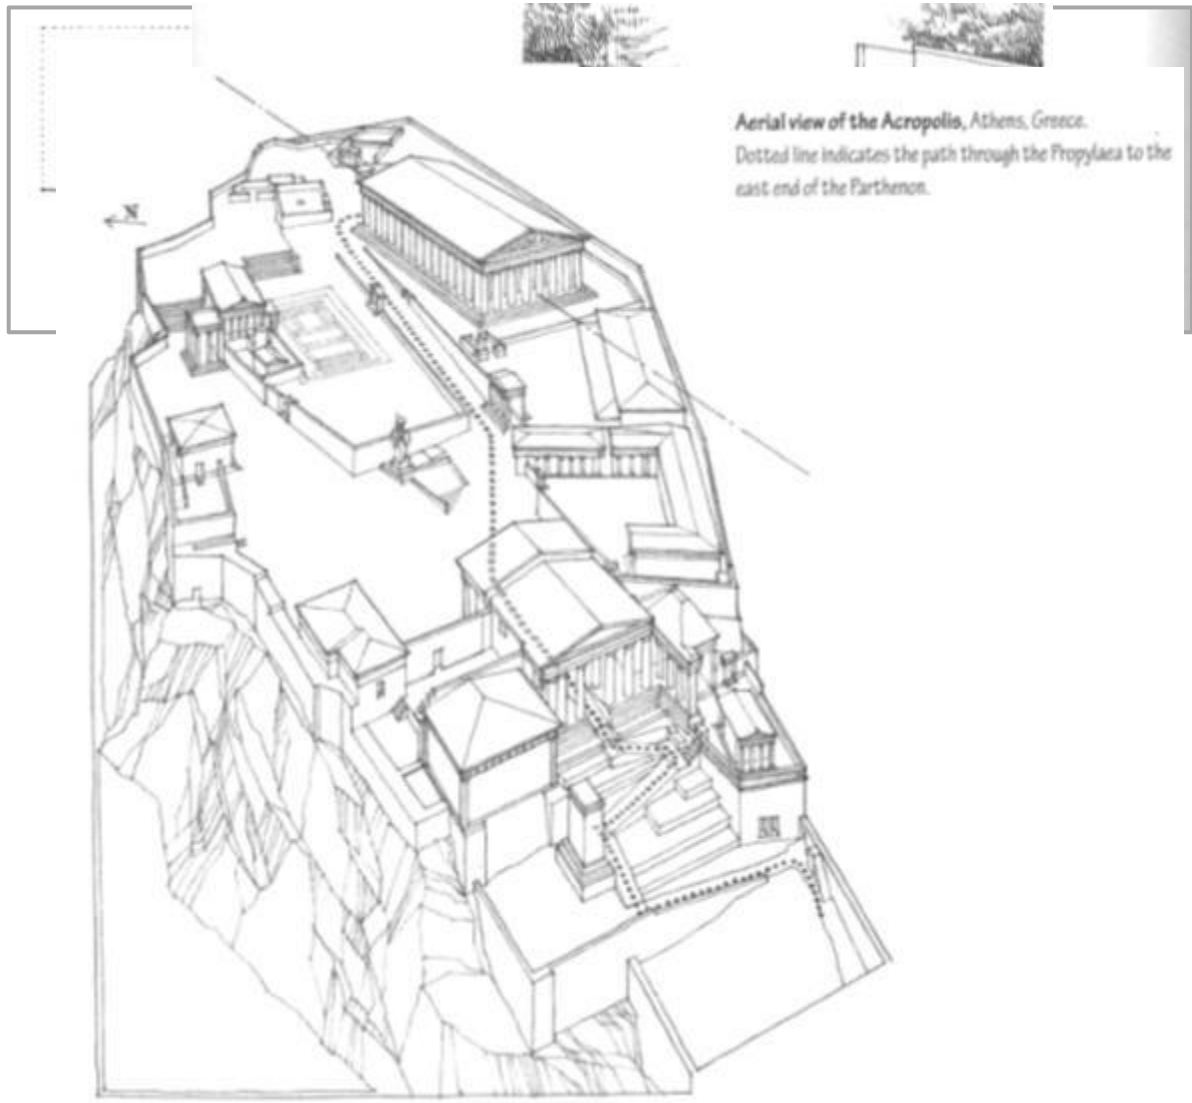 Aerial view of the Acropolis, Athens, Greece.
Dotted line indicates the path through the Propylaea to the
east end of the Parthenon.
N